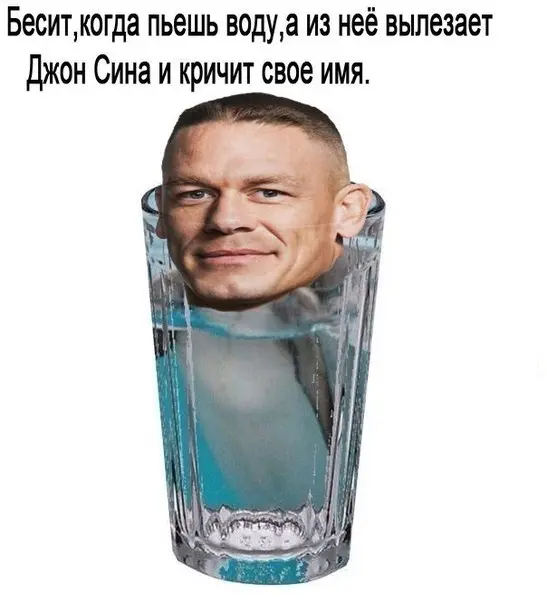 Бесит,когда пьешь воду,а из неё вылезает
Джон Сина и кричит свое имя.